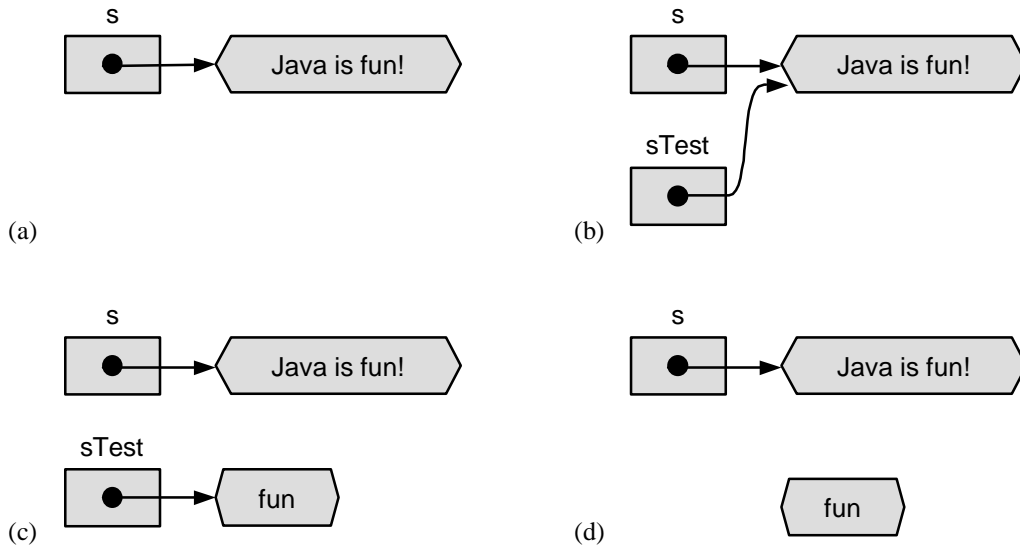 s
Java is fun!
(a)
s
Java is fun!
sTest
(b)
s
Java is fun!
sTest
fun
(c)
s
Java is fun!
fun
(d)